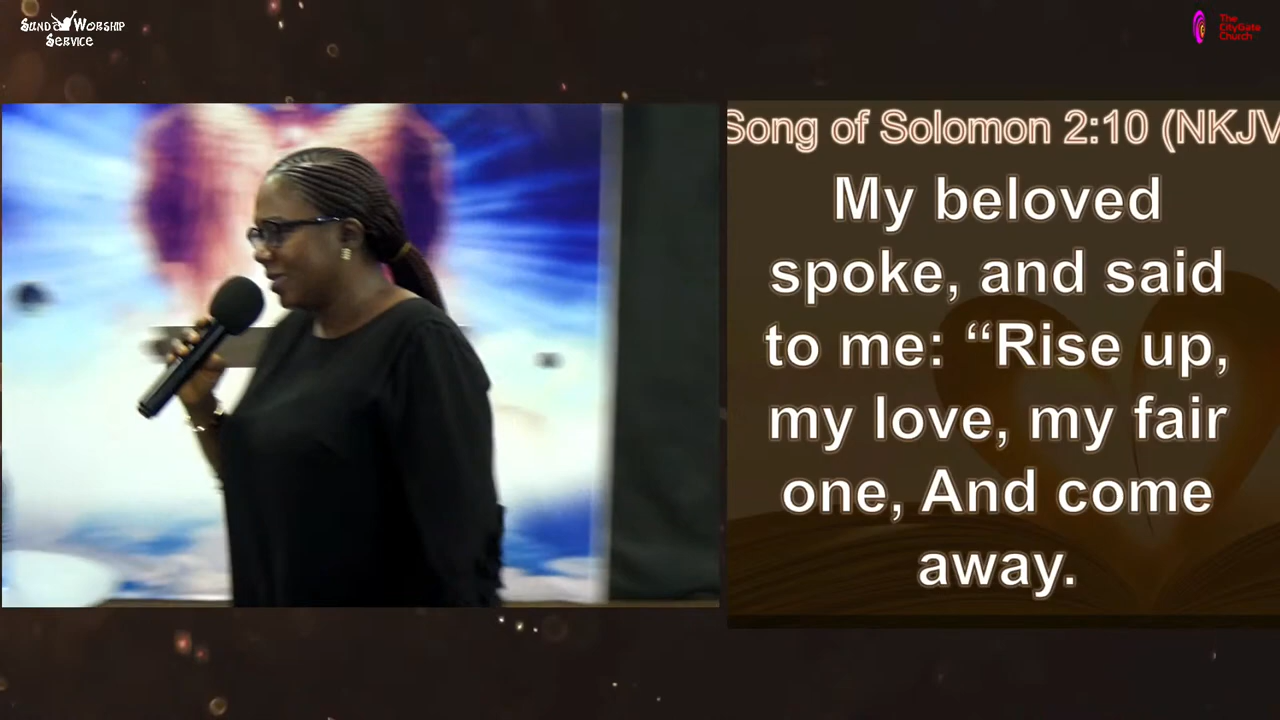 SUNDAY WORSHIP
SERVICE
The
CityGate
Church
Song of Solomon 2:10 (NKJV
My beloved
spoke, and said
to me: “Rise up,
my love, my fair
one, And come
away.